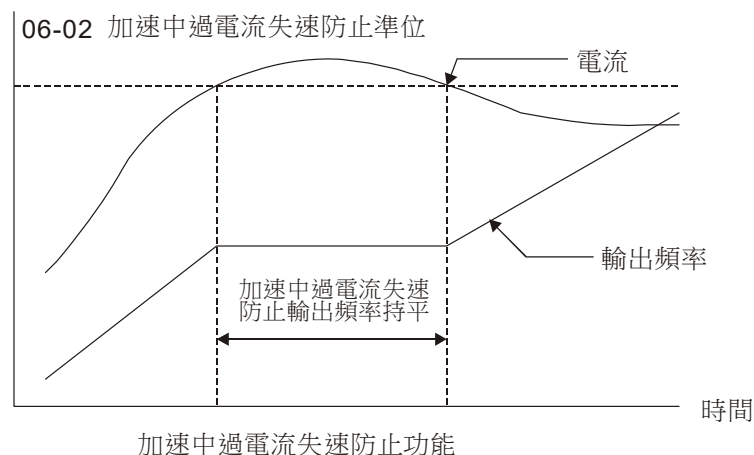 06-02 加速中過電流失速防止準位
電流
輸出頻率
加速中過電流失速
防止輸出頻率持平
時間
加速中過電流失速防止功能